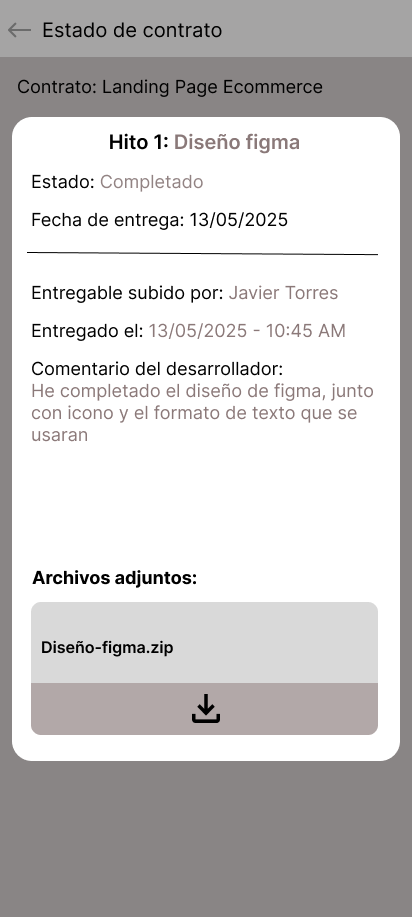 Estado de contrato
Contrato: Landing Page Ecommerce
Hito 1: Diseño figma
Estado: Completado
Fecha de entrega: 13/05/2025
Entregable subido por: Javier Torres
Entregado el: 13/05/2025 - 10:45 AM
Comentario del desarrollador:
He completado el diseño de figma, junto
con icono y el formato de texto que se
usaran
Archivos adjuntos:
Diseño-figma.zip